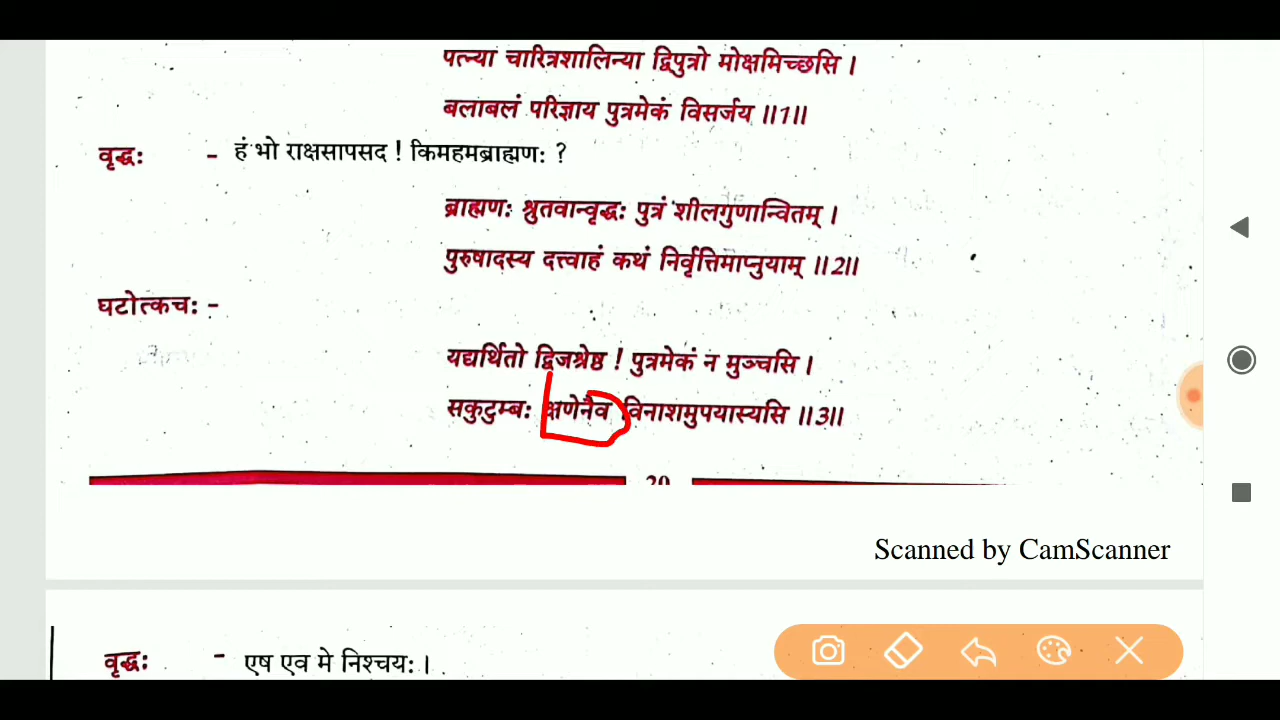 पत्न्या चारित्रशालिन्या द्विपुत्रो मोक्षमिच्छसि ।
बलाबलं परिज्ञाय पुत्रमेकं विसर्जय ॥1॥
वृद्धः - हं भो राक्षसापसद ! किमहमब्राह्मणः ?
ब्राह्मणः श्रुतवान्वृद्धः पुत्रं शीलगुणान्वितम् ।
पुरुषादस्य दत्त्वाहं कथं निर्वृत्तिमाप्नुयाम् ॥2॥
घटोत्कचः -
यद्यर्थितो द्विजश्रेष्ठ ! पुत्रमेकं न मुञ्चसि ।
सकुटुम्बः क्षणेनैव विनाशमुपयास्यसि ॥3॥
20
Scanned by CamScanner
वृद्धः - एष एव मे निश्चयः ।